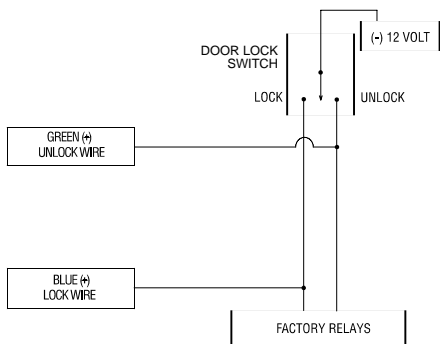 (-) 12 VOLT
DOOR LOCK
SWITCH
LOCK
UNLOCK
GREEN (+)
UNLOCK WIRE
BLUE (+)
LOCK WIRE
FACTORY RELAYS